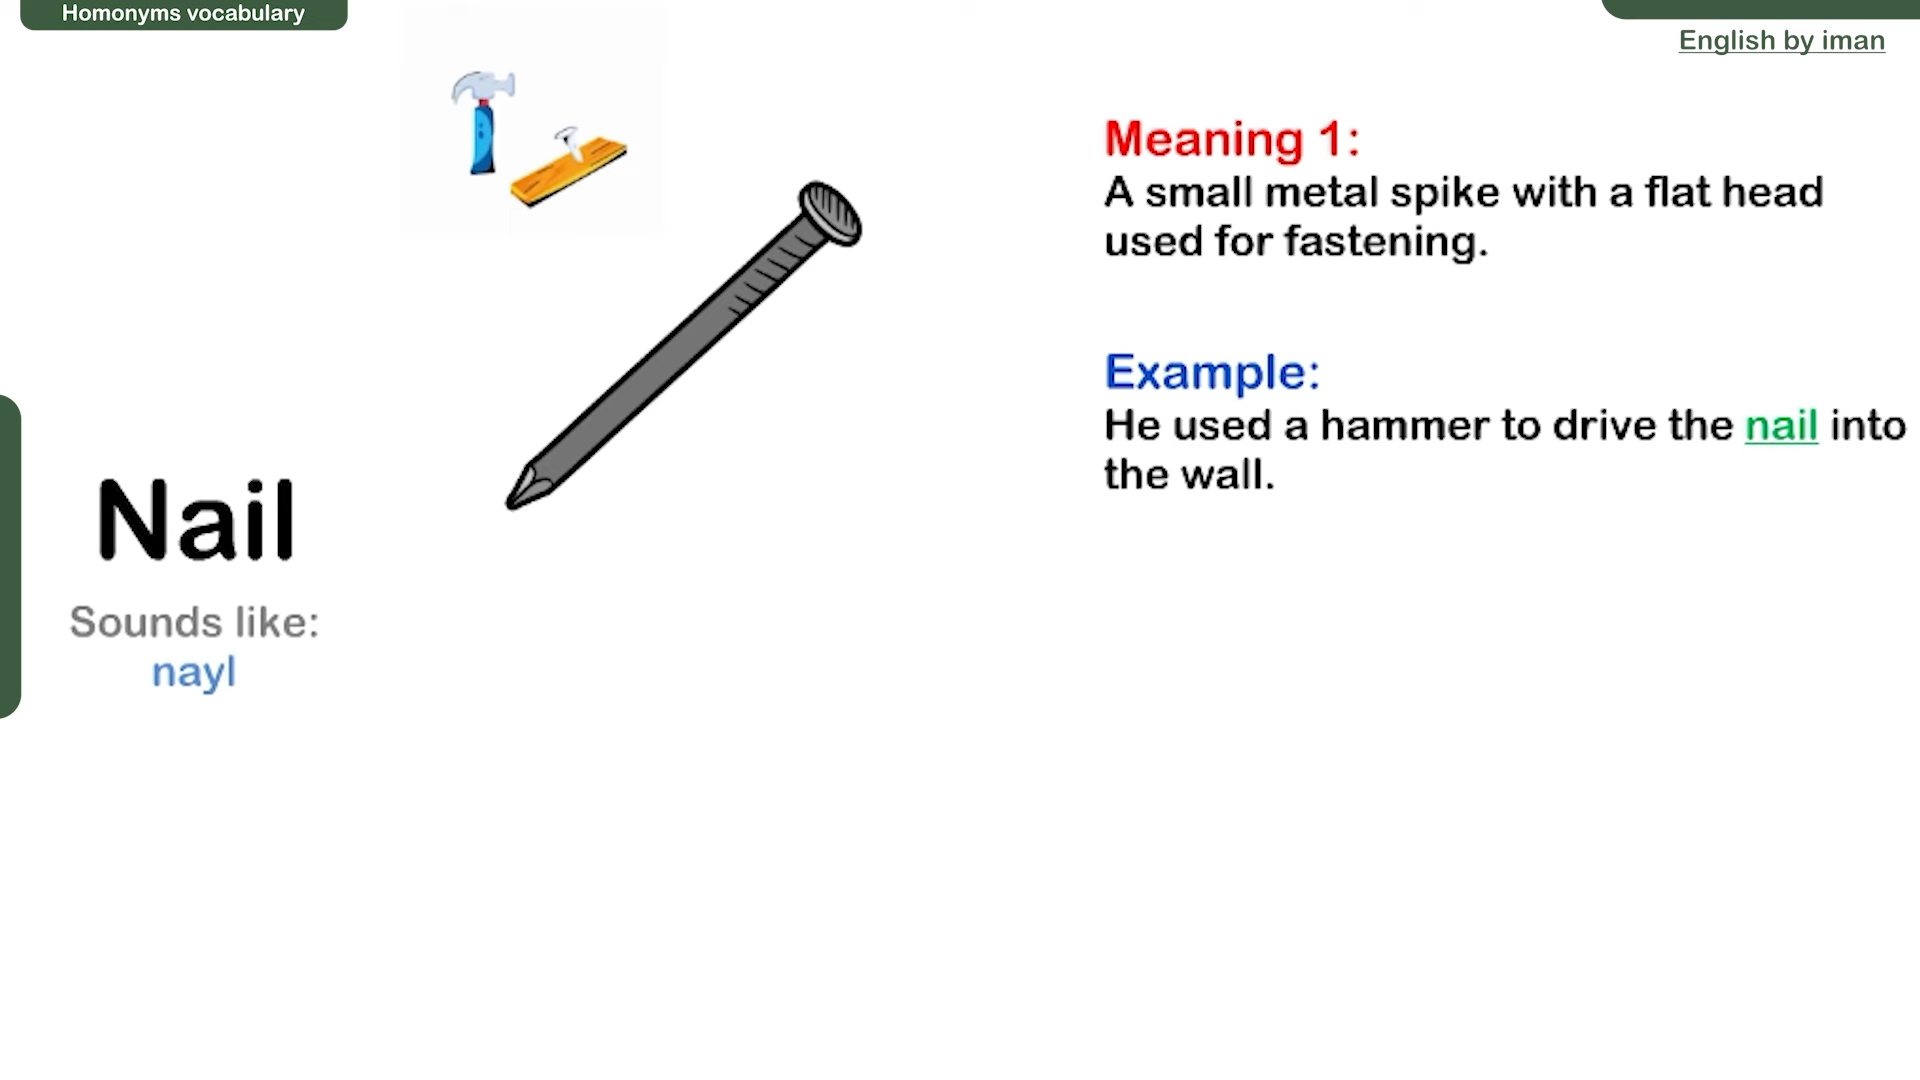 Homonyms vocabulary
English by iman
Meaning 1:
A small metal spike with a flat head
used for fastening.
Example:
He used a hammer to drive the nail into
the wall.
Nail
Sounds like:
nayl